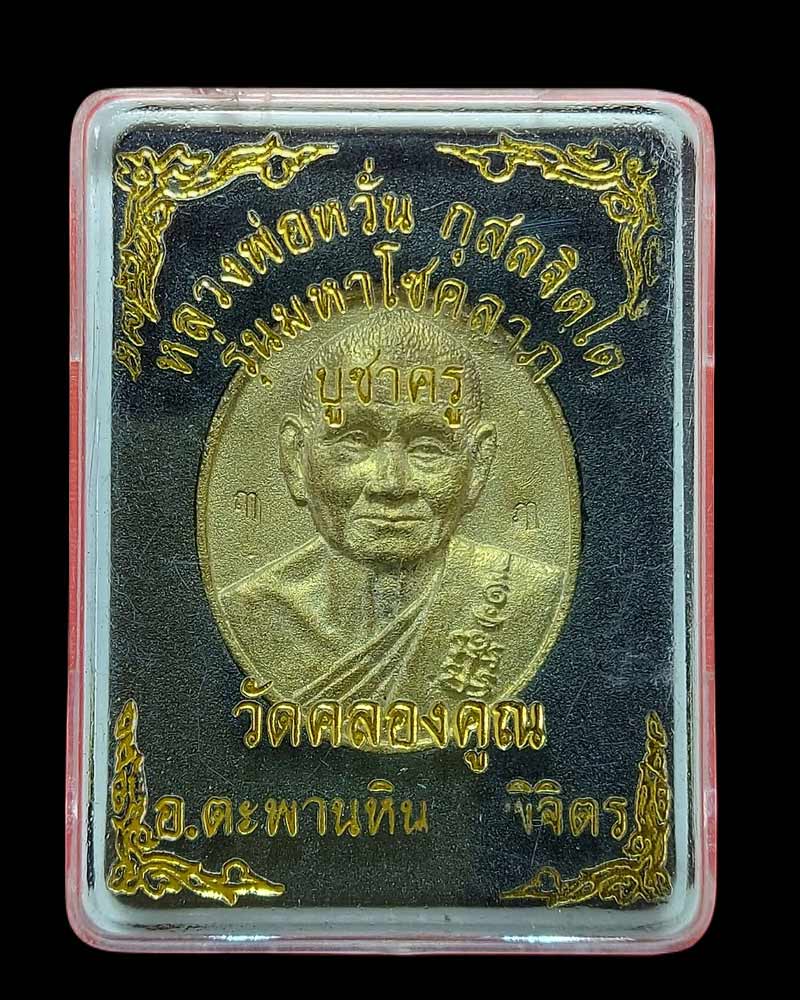 หลวงพ่อหวั่น กุสลจิตโต
รุ่นมหาโชคลาภ
บูชาครู
๓ ๓
วัดคลองคูณ
อ.ตะพานหิน พิจิตร